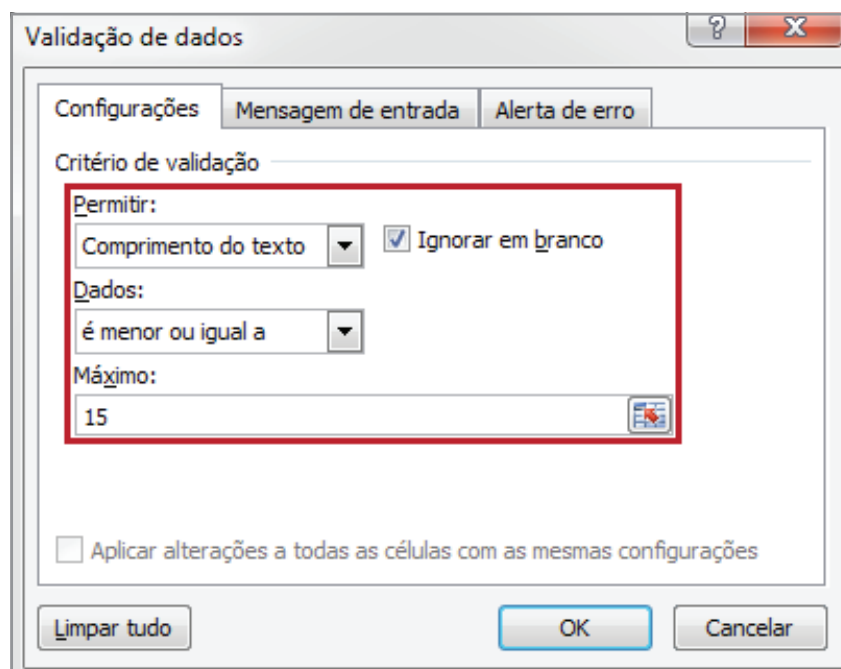 Validação de dados
Configurações
Mensagem de entrada
Alerta de erro
Critério de validação
Permitir:
Comprimento do texto
Ignorar em branco
Dados:
é menor ou igual a
Máximo:
15
Aplicar alterações a todas as células com as mesmas configurações
Limpar tudo
OK
Cancelar